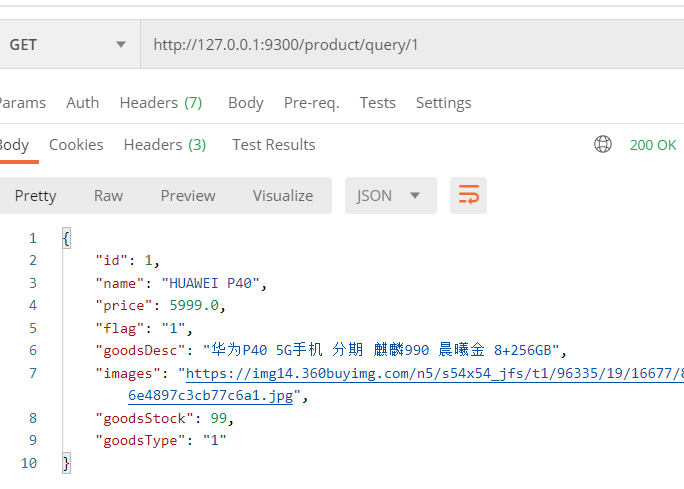 GET http://127.0.0.1:9300/product/query/1
Params Auth Headers (7) Body Pre-req. Tests Settings
Body Cookies Headers (3) Test Results 200 OK
Pretty Raw Preview Visualize JSON
1 {
2 "id": 1,
3 "name": "HUAWEI P40",
4 "price": 5999.0,
5 "flag": "1",
6 "goodsDesc": "华为P40 5G手机 分期 麒麟990 晨曦金 8+256GB",
7 "images": "https://img14.360buyimg.com/n5/s54x54_jfs/t1/96335/19/16677/8
6e4897c3cb77c6a1.jpg",
8 "goodsStock": 99,
9 "goodsType": "1"
10 }